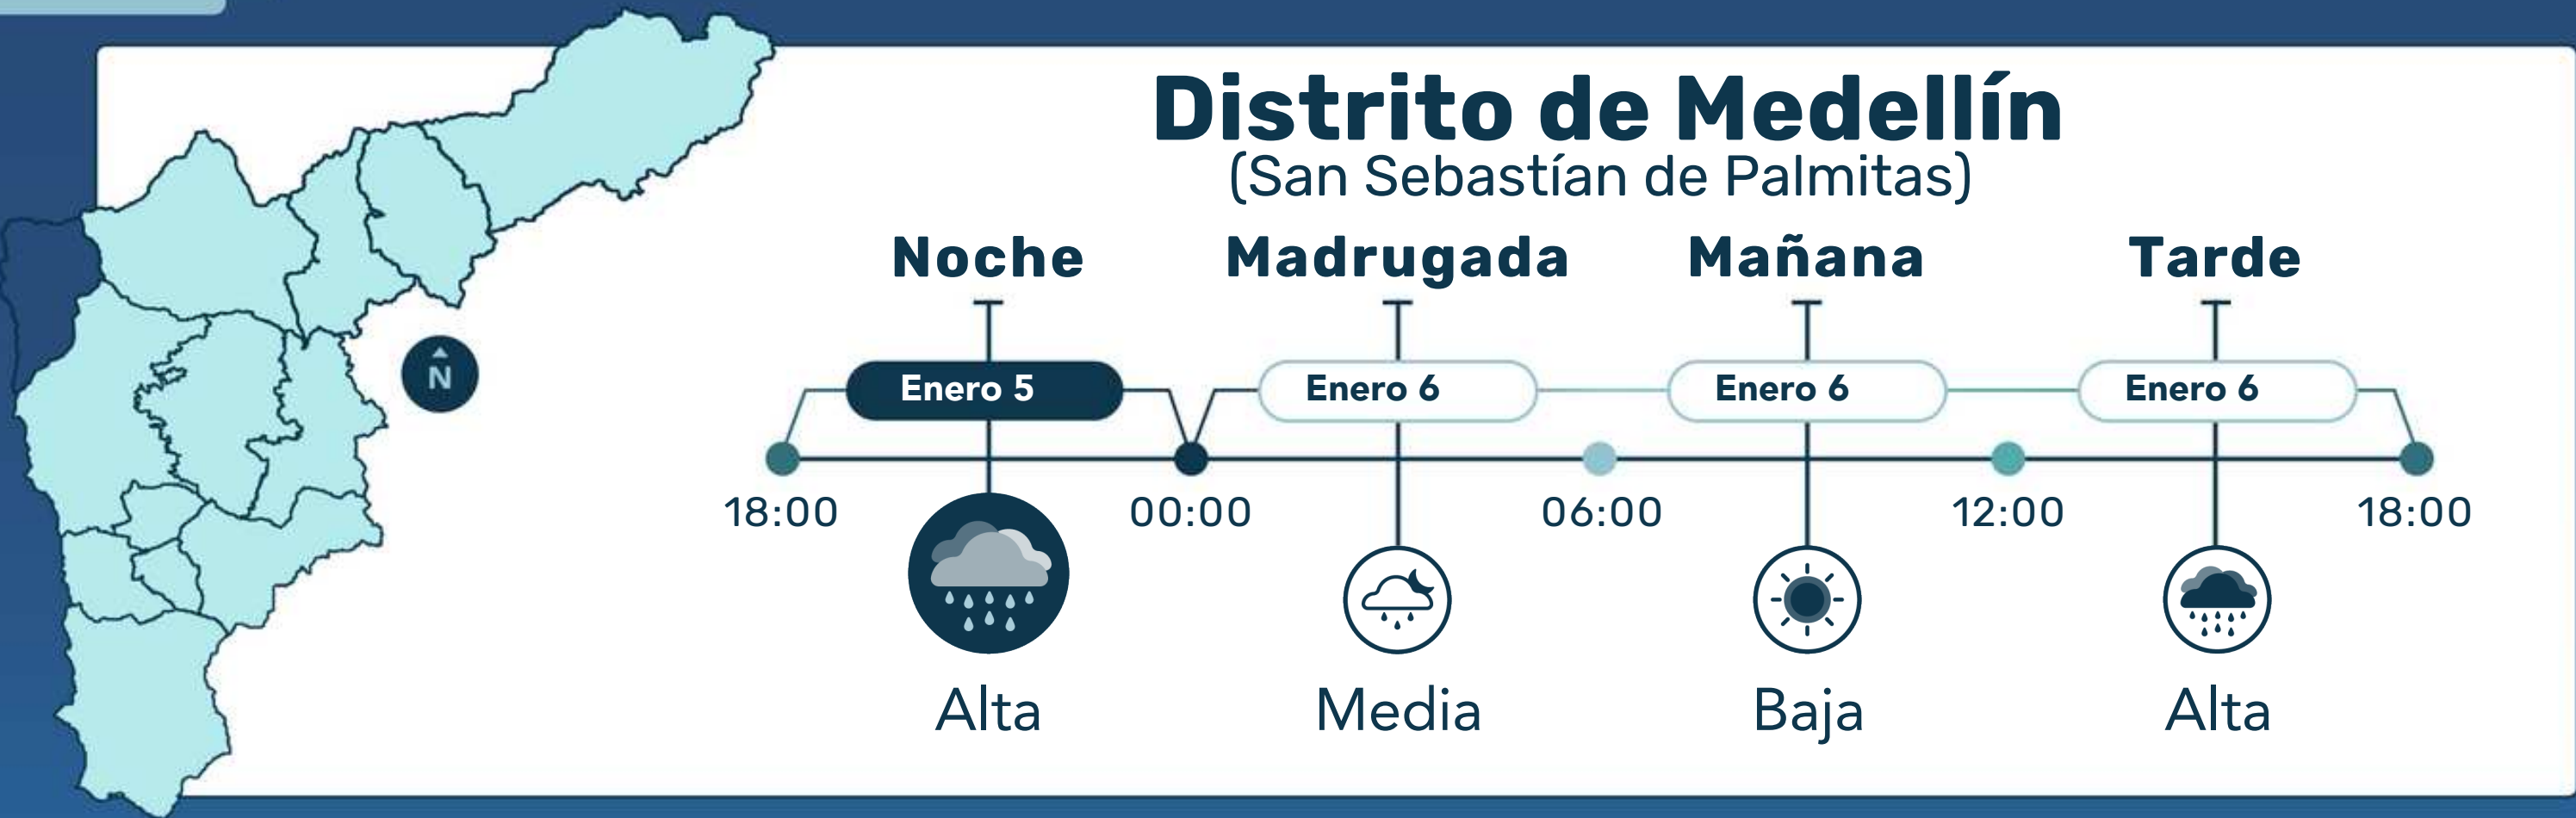 Distrito de Medellín
(San Sebastían de Palmitas)
Noche Madrugada Mañana Tarde
N
Enero 5 Enero 6 Enero 6 Enero 6
18:00 00:00 06:00 12:00 18:00
Alta Media Baja Alta